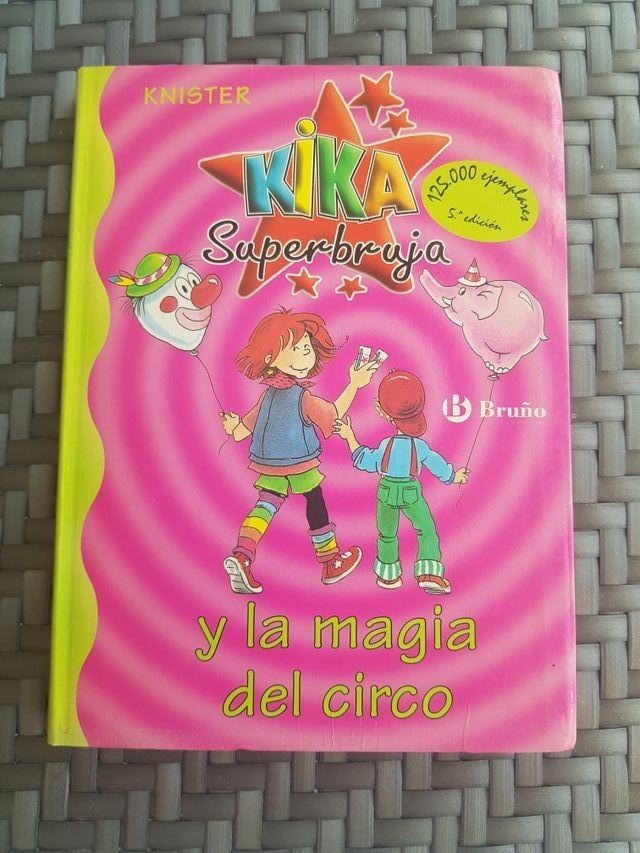 KNISTER
KIKA
Superbruja
125.000 ejemplares
5.ª edición
B Bruño
y la magia
del circo